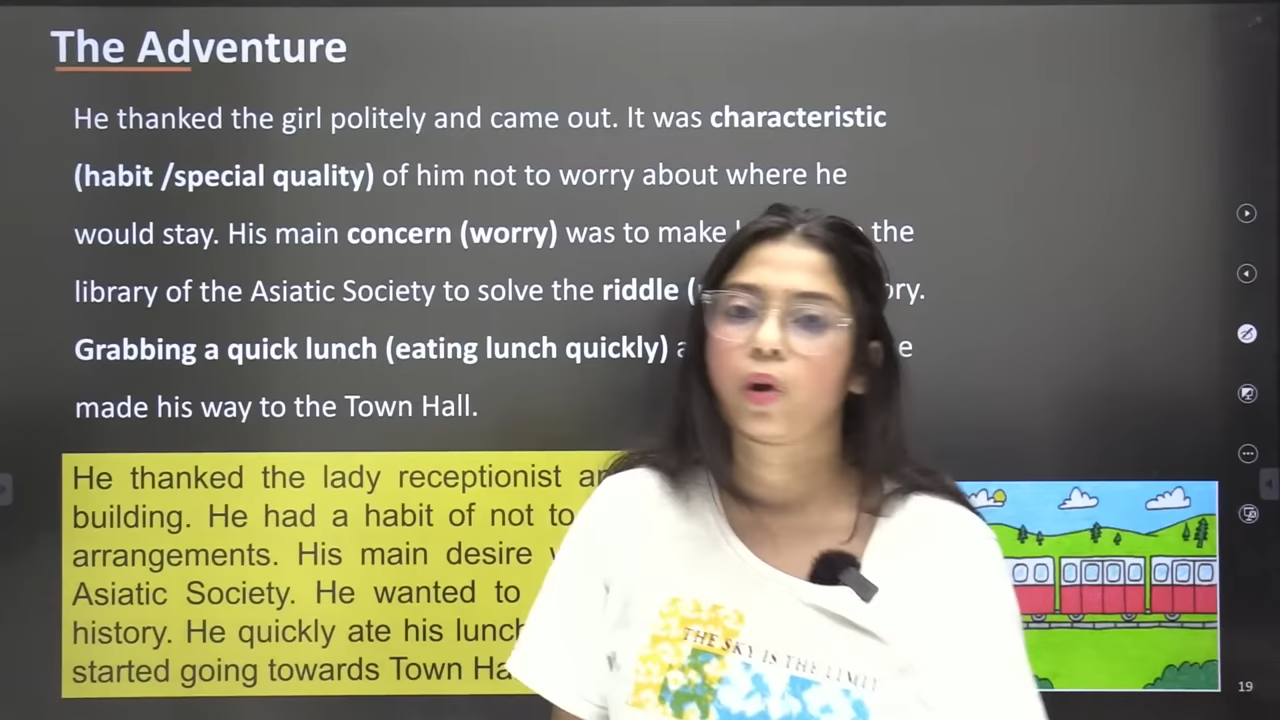 The Adventure
He thanked the girl politely and came out. It was characteristic
(habit /special quality) of him not to worry about where he
would stay. His main concern (worry) was to make the
library of the Asiatic Society to solve the riddle (
Grabbing a quick lunch (eating lunch quickly)
made his way to the Town Hall.
He thanked the lady receptionist
building. He had a habit of not to
arrangements. His main desire
Asiatic Society. He wanted to
history. He quickly ate his lunch
started going towards Town
THE SKY IS THE LIMIT
19